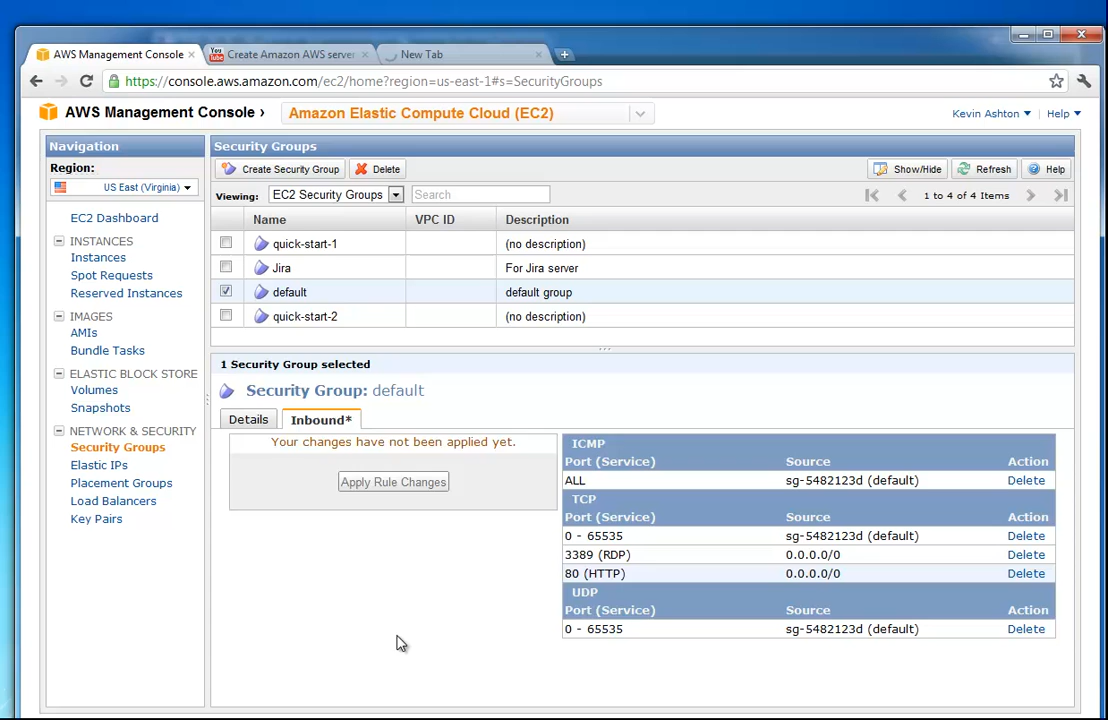 AWS Management Console
You Tube Create Amazon AWS server
New Tab
https://console.aws.amazon.com/ec2/home?region=us-east-1#s=SecurityGroups
AWS Management Console ›
Amazon Elastic Compute Cloud (EC2)
Kevin Ashton
Help
Navigation
Region:
US East (Virginia)
EC2 Dashboard
INSTANCES
Instances
Spot Requests
Reserved Instances
IMAGES
AMIs
Bundle Tasks
ELASTIC BLOCK STORE
Volumes
Snapshots
NETWORK & SECURITY
Security Groups
Elastic IPs
Placement Groups
Load Balancers
Key Pairs
Security Groups
Create Security Group Delete Show/Hide Refresh Help
Viewing: EC2 Security Groups Search 1 to 4 of 4 Items
Name VPC ID Description
quick-start-1 (no description)
Jira For Jira server
default default group
quick-start-2 (no description)
1 Security Group selected
Security Group: default
Details Inbound*
Your changes have not been applied yet.
Apply Rule Changes
ICMP
Port (Service) Source Action
ALL sg-5482123d (default) Delete
TCP
Port (Service) Source Action
0 - 65535 sg-5482123d (default) Delete
3389 (RDP) 0.0.0.0/0 Delete
80 (HTTP) 0.0.0.0/0 Delete
UDP
Port (Service) Source Action
0 - 65535 sg-5482123d (default) Delete